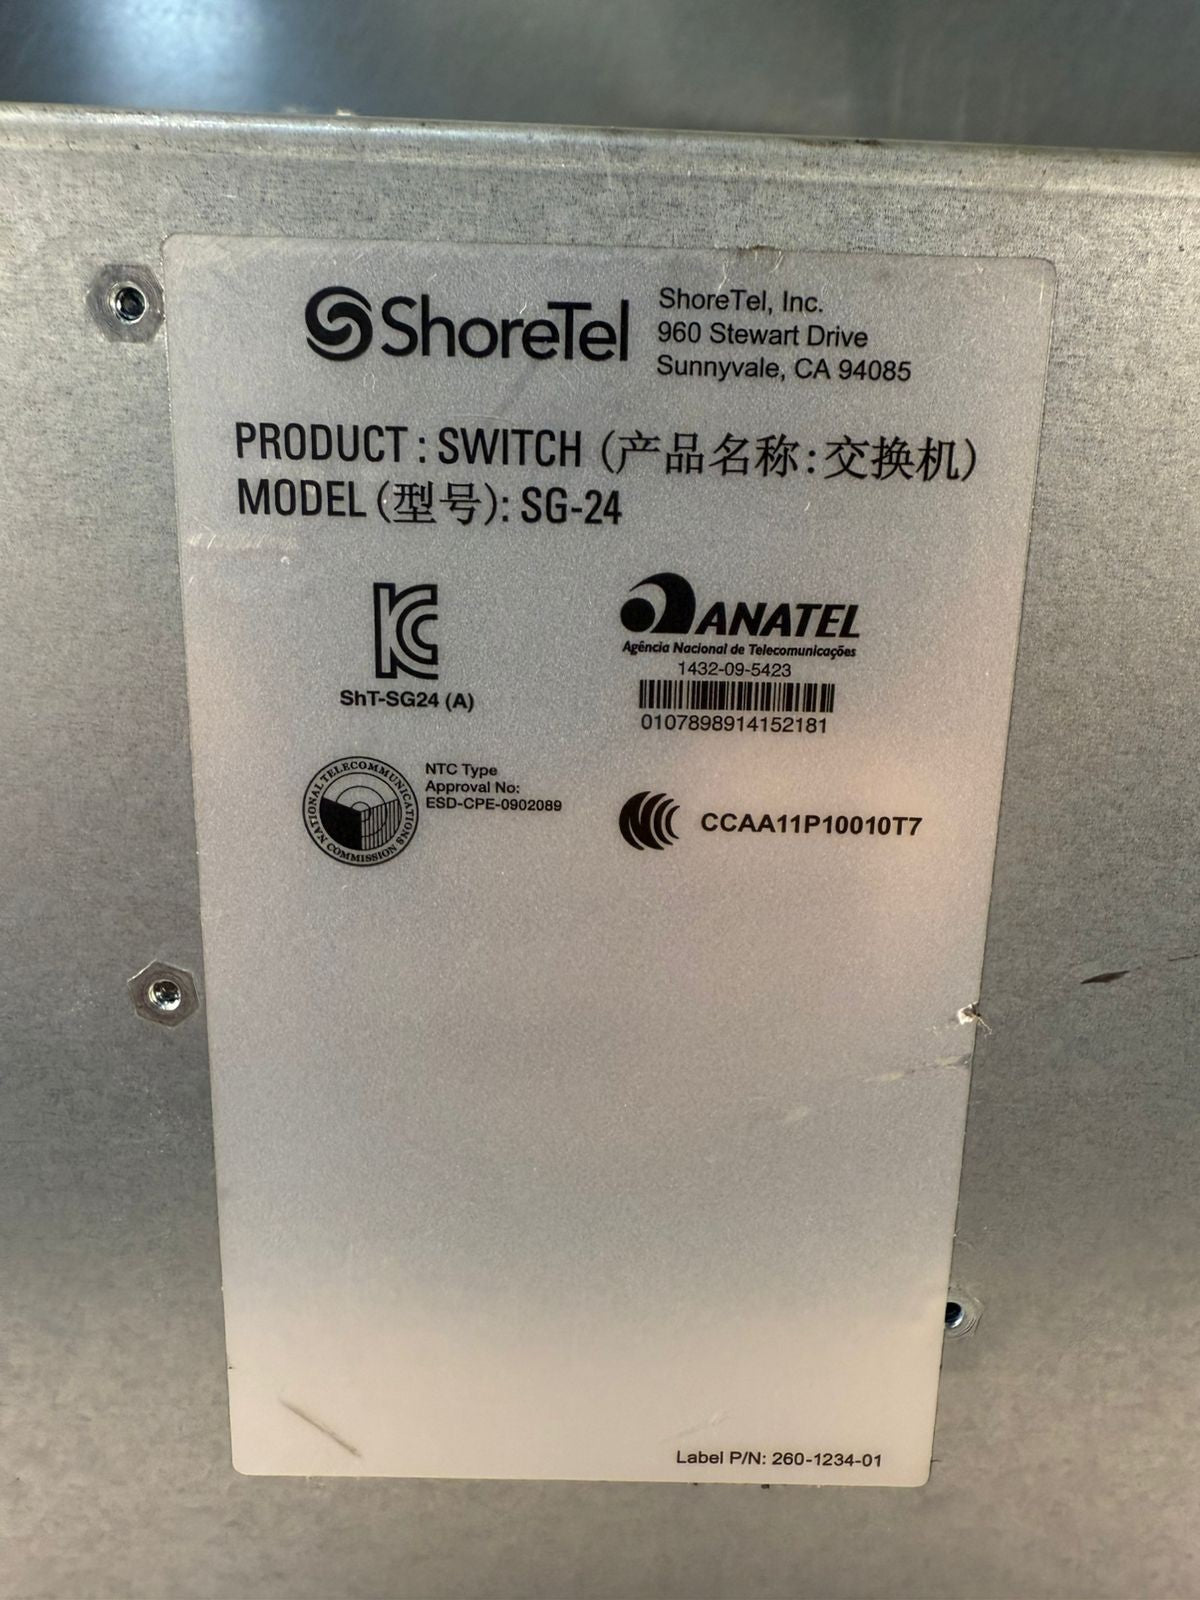 ShoreTel
ShoreTel, Inc.
960 Stewart Drive
Sunnyvale, CA 94085
PRODUCT : SWITCH (产品名称:交换机)
MODEL (型号): SG-24
ShT-SG24 (A)
ANATEL
Agência Nacional de Telecomunicações
1432-09-5423
0107898914152181
NATIONAL TELECOMMUNICATIONS COMMISSION
NTC Type
Approval No:
ESD-CPE-0902089
CCAA11P10010T7
Label P/N: 260-1234-01